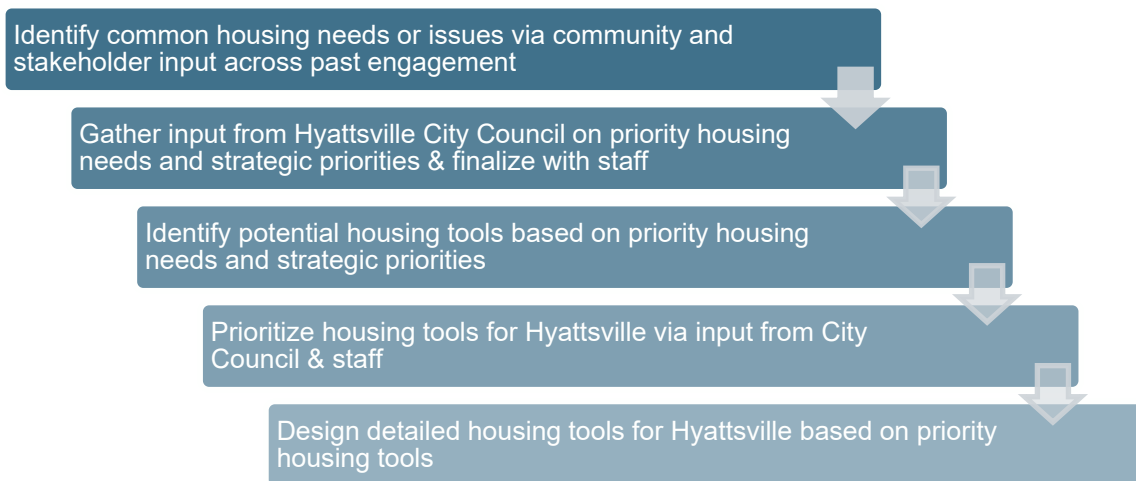 Identify common housing needs or issues via community and
stakeholder input across past engagement
Gather input from Hyattsville City Council on priority housing
needs and strategic priorities & finalize with staff
Identify potential housing tools based on priority housing
needs and strategic priorities
Prioritize housing tools for Hyattsville via input from City
Council & staff
Design detailed housing tools for Hyattsville based on priority
housing tools